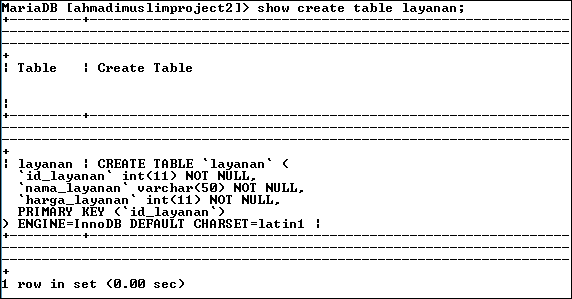 MariaDB [ahmadimuslimproject2]> show create table layanan;
+---------+------------------------------------------------------------
-----------------------------------------------------------------------
-----------------------------------------------------------------------
+
| Table   | Create Table
|
+---------+------------------------------------------------------------
-----------------------------------------------------------------------
-----------------------------------------------------------------------
+
| layanan | CREATE TABLE `layanan` (
  `id_layanan` int(11) NOT NULL,
  `nama_layanan` varchar(50) NOT NULL,
  `harga_layanan` int(11) NOT NULL,
  PRIMARY KEY (`id_layanan`)
) ENGINE=InnoDB DEFAULT CHARSET=latin1 |
+---------+------------------------------------------------------------
-----------------------------------------------------------------------
-----------------------------------------------------------------------
+
1 row in set (0.00 sec)